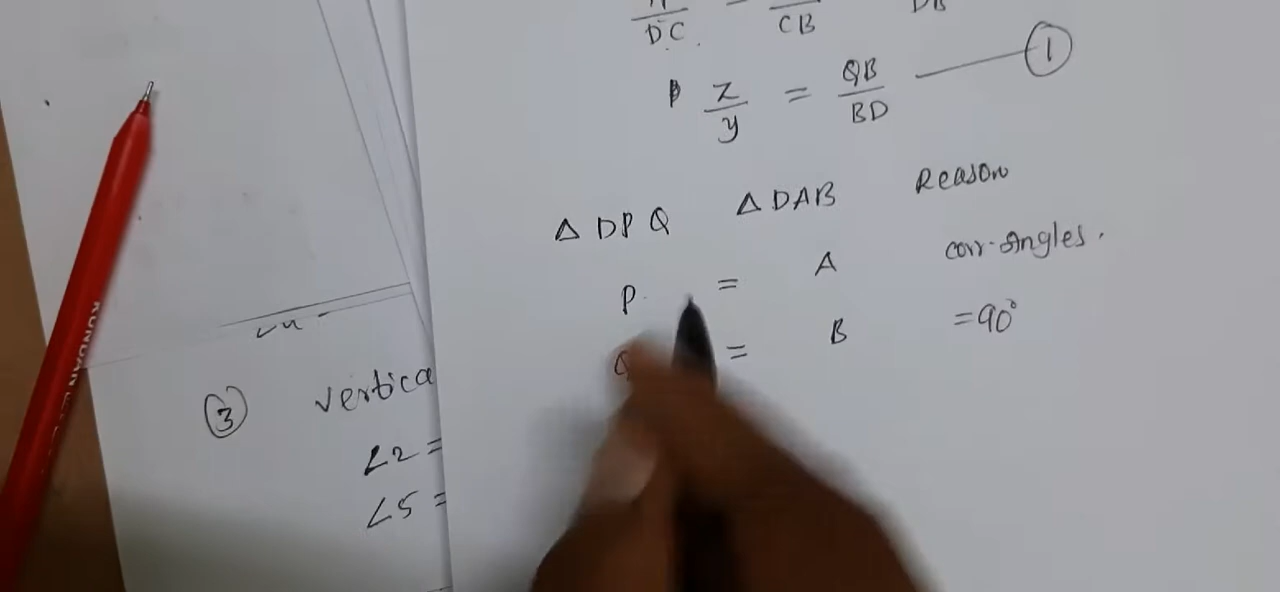 DC CB DB
z/y = QB/BD ——— ①
Δ DPQ Δ DAB Reason
P = A corr. angles.
Q = B = 90°
③ vertica
∠2 =
∠5 =